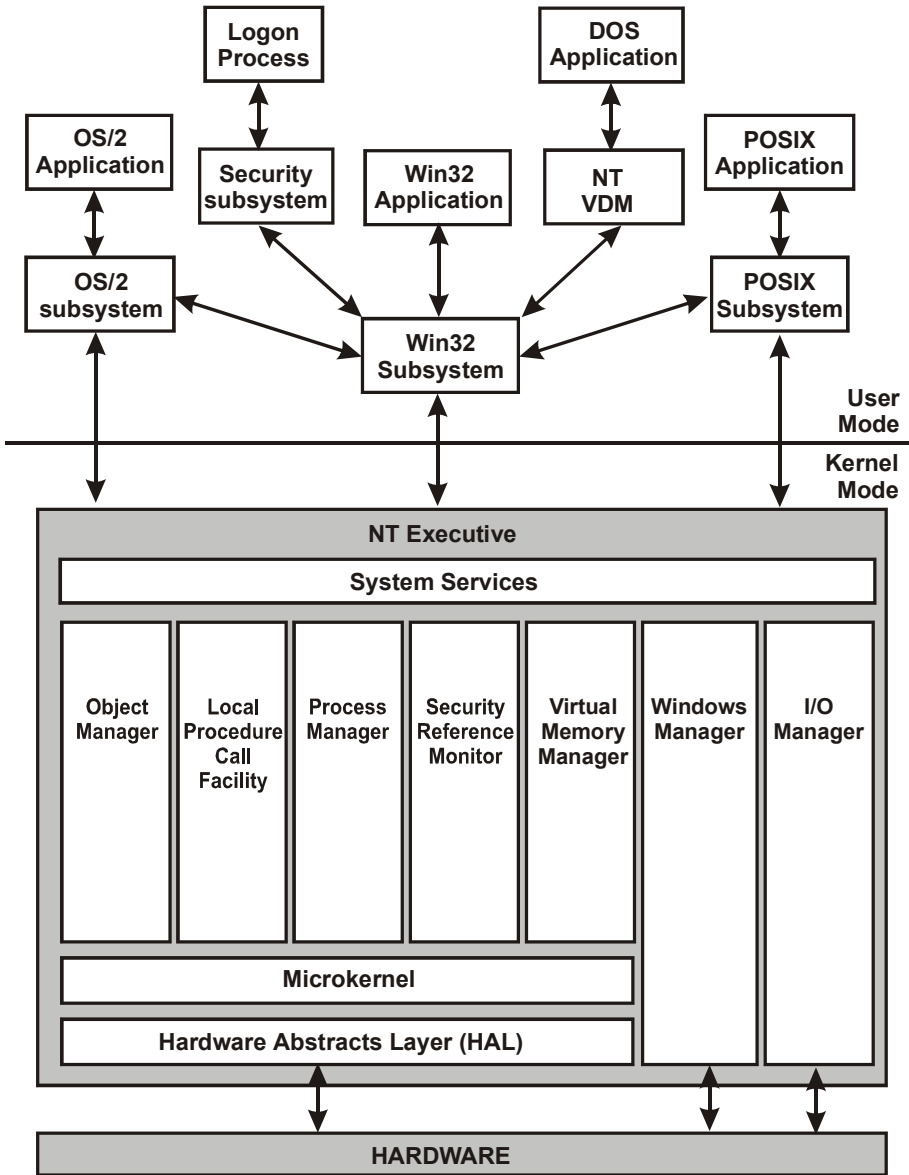 Logon
Process
DOS
Application
OS/2
Application
Security
subsystem
Win32
Application
NT
VDM
POSIX
Application
OS/2
subsystem
Win32
Subsystem
POSIX
Subsystem
User
Mode
Kernel
Mode
NT Executive
System Services
Object
Manager
Local
Procedure
Call
Facility
Process
Manager
Security
Reference
Monitor
Virtual
Memory
Manager
Windows
Manager
I/O
Manager
Microkernel
Hardware Abstracts Layer (HAL)
HARDWARE